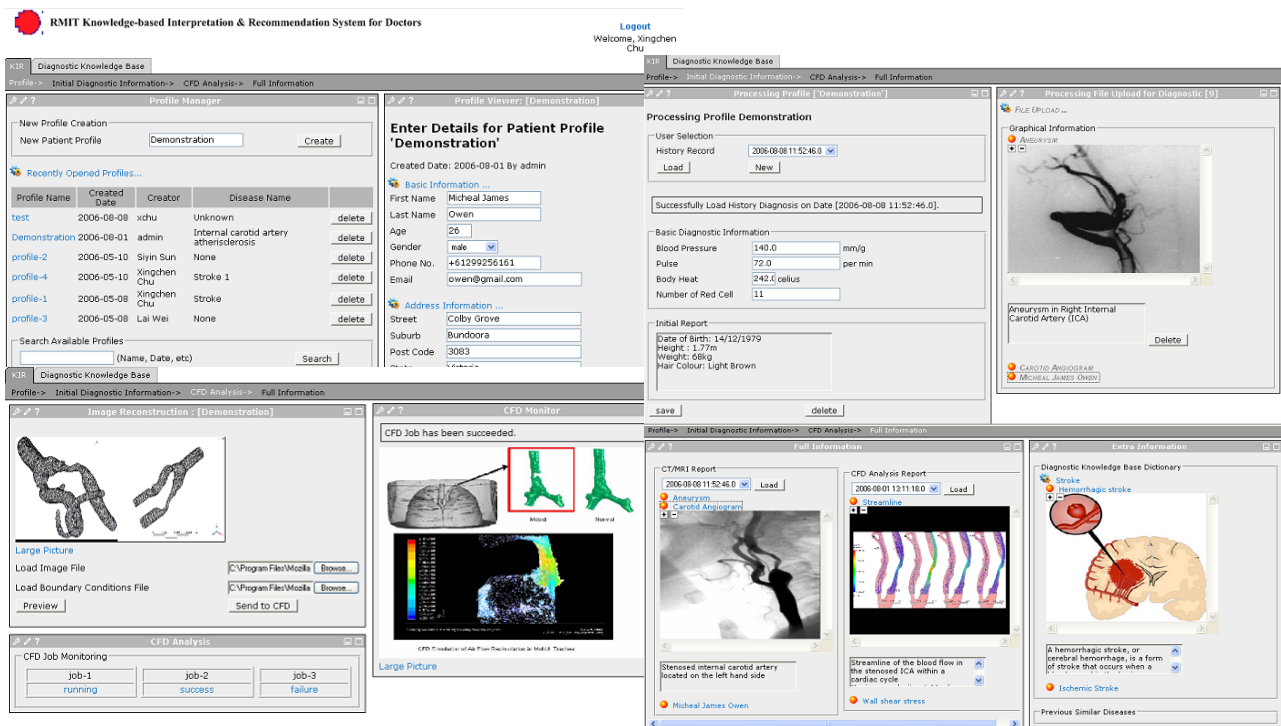 RMIT Knowledge-based Interpretation & Recommendation System for Doctors
Logout
Welcome, Xingchen
Chu
KIR Diagnostic Knowledge Base
Profile-> Initial Diagnostic Information-> CFD Analysis-> Full Information
Profile Manager
New Profile Creation
New Patient Profile Demonstration Create
Recently Opened Profiles...
Profile Name Created Date Creator Disease Name
test 2006-08-08 xchu Unknown delete
Demonstration 2006-08-01 admin Internal carotid artery atherisclerosis delete
profile-2 2006-05-10 Siyin Sun None delete
profile-4 2006-05-10 Xingchen Chu Stroke 1 delete
profile-1 2006-05-08 Xingchen Chu Stroke delete
profile-3 2006-05-08 Lai Wei None delete
Search Available Profiles
(Name, Date, etc) Search
Profile Viewer: [Demonstration]
Enter Details for Patient Profile
'Demonstration'
Created Date: 2006-08-01 By admin
Basic Information ...
First Name Micheal James
Last Name Owen
Age 26
Gender male
Phone No. +61299256161
Email owen@gmail.com
Address Information ...
Street Colby Grove
Suburb Bundoora
Post Code 3083
KIR Diagnostic Knowledge Base
Profile-> Initial Diagnostic Information-> CFD Analysis-> Full Information
Processing Profile ['Demonstration']
Processing Profile Demonstration
User Selection
History Record 2006-08-08 11:52:46.0
Load New
Successfully Load History Diagnosis on Date [2006-08-08 11:52:46.0].
Basic Diagnostic Information
Blood Pressure 140.0 mm/g
Pulse 72.0 per min
Body Heat 242.( celius
Number of Red Cell 11
Initial Report
Date of Birth: 14/12/1979
Height : 1.77m
Weight: 68kg
Hair Colour: Light Brown
save delete
Processing File Upload for Diagnostic [9]
FILE UPLOAD ...
Graphical Information
ANEURYSM
Aneurysm in Right Internal
Carotid Artery (ICA)
Delete
CAROTID ANGIOGRAM
MICHEAL JAMES OWEN
KIR Diagnostic Knowledge Base
Profile-> Initial Diagnostic Information-> CFD Analysis-> Full Information
Image Reconstruction : [Demonstration]
Large Picture
Load Image File C:\Program Files\Mozilla Browse...
Load Boundary Conditions File C:\Program Files\Mozilla Browse...
Preview Send to CFD
CFD Analysis
CFD Job Monitoring
job-1 job-2 job-3
running success failure
CFD Monitor
CFD Job has been succeeded.
Normal
Large Picture
Profile-> Initial Diagnostic Information-> CFD Analysis-> Full Information
Full Information
CT/MRI Report
2006-08-08 11:52:46.0 Load
Aneurysm
Carotid Angiogram
Stenosed internal carotid artery
located on the left hand side
Micheal James Owen
CFD Analysis Report
2006-08-01 13:11:18.0 Load
Streamline
Streamline of the blood flow in
the stenosed ICA within a
cardiac cycle
Wall shear stress
Extra Information
Diagnostic Knowledge Base Dictionary
Stroke
Hemorrhagic stroke
A hemorrhagic stroke, or
cerebral hemorrhage, is a form
of stroke that occurs when a
Ischemic Stroke
Previous Similar Diseases